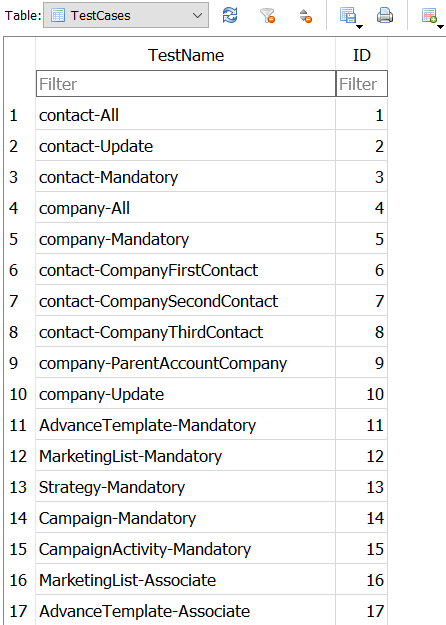 Table: TestCases
TestName ID
Filter Filter
1 contact-All 1
2 contact-Update 2
3 contact-Mandatory 3
4 company-All 4
5 company-Mandatory 5
6 contact-CompanyFirstContact 6
7 contact-CompanySecondContact 7
8 contact-CompanyThirdContact 8
9 company-ParentAccountCompany 9
10 company-Update 10
11 AdvanceTemplate-Mandatory 11
12 MarketingList-Mandatory 12
13 Strategy-Mandatory 13
14 Campaign-Mandatory 14
15 CampaignActivity-Mandatory 15
16 MarketingList-Associate 16
17 AdvanceTemplate-Associate 17